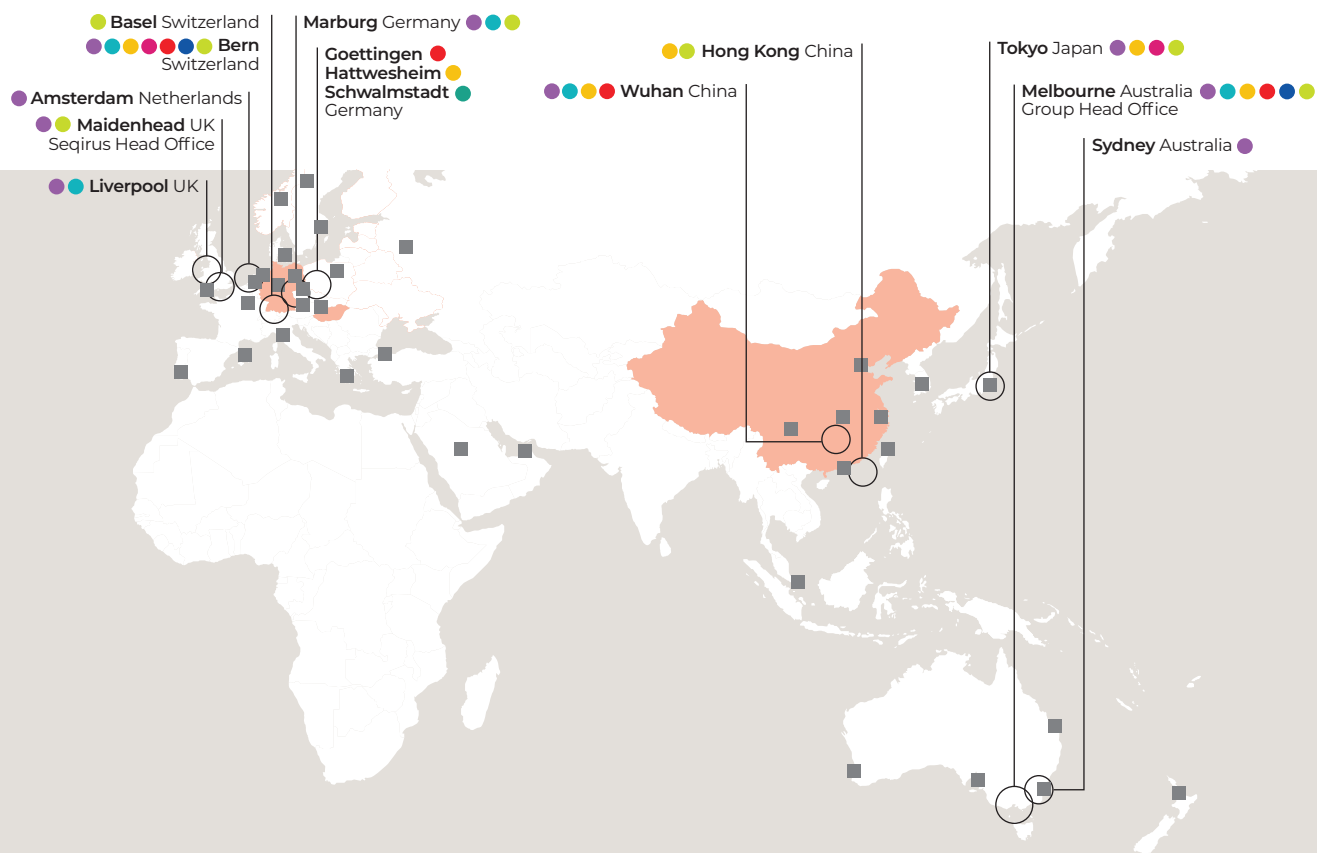 Basel Switzerland
Bern
Switzerland
Amsterdam Netherlands
Maidenhead UK
Seqirus Head Office
Liverpool UK
Marburg Germany
Goettingen
Hattwesheim
Schwalmstadt
Germany
Hong Kong China
Wuhan China
Tokyo Japan
Melbourne Australia
Group Head Office
Sydney Australia